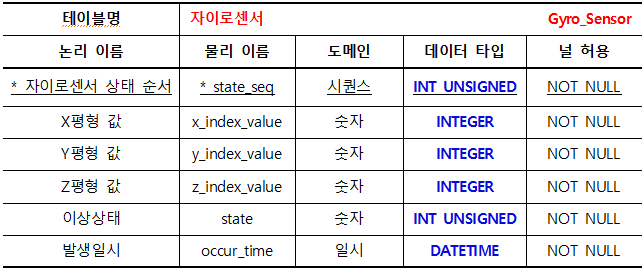 테이블명 자이로센서 Gyro_Sensor
논리 이름 물리 이름 도메인 데이터 타입 널 허용
* 자이로센서 상태 순서 * state_seq 시퀀스 INT UNSIGNED NOT NULL
X평형 값 x_index_value 숫자 INTEGER NOT NULL
Y평형 값 y_index_value 숫자 INTEGER NOT NULL
Z평형 값 z_index_value 숫자 INTEGER NOT NULL
이상상태 state 숫자 INT UNSIGNED NOT NULL
발생일시 occur_time 일시 DATETIME NOT NULL